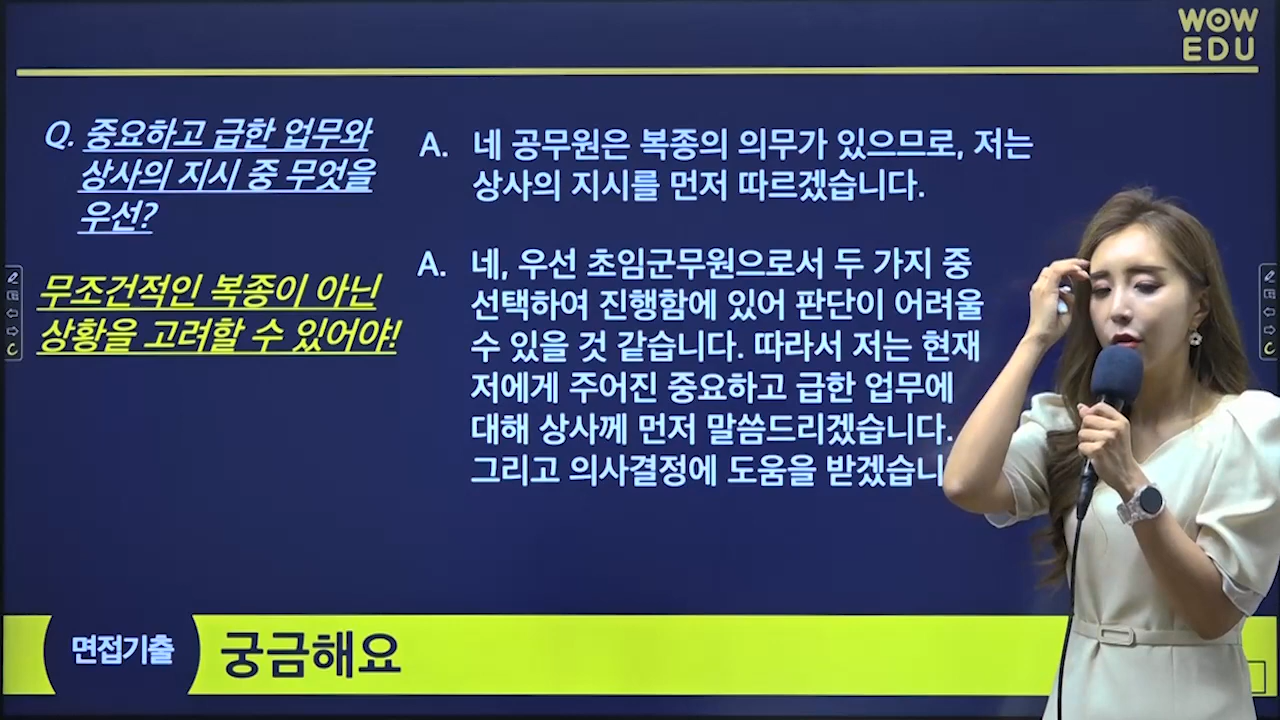 WOW
EDU
Q. 중요하고 급한 업무와
상사의 지시 중 무엇을
우선?
무조건적인 복종이 아닌
상황을 고려할 수 있어야!
A. 네 공무원은 복종의 의무가 있으므로, 저는
상사의 지시를 먼저 따르겠습니다.
A. 네, 우선 초임군무원으로서 두 가지 중
선택하여 진행함에 있어 판단이 어려울
수 있을 것 같습니다. 따라서 저는 현재
저에게 주어진 중요하고 급한 업무에
대해 상사께 먼저 말씀드리겠습니다.
그리고 의사결정에 도움을 받겠습니
면접기출
궁금해요